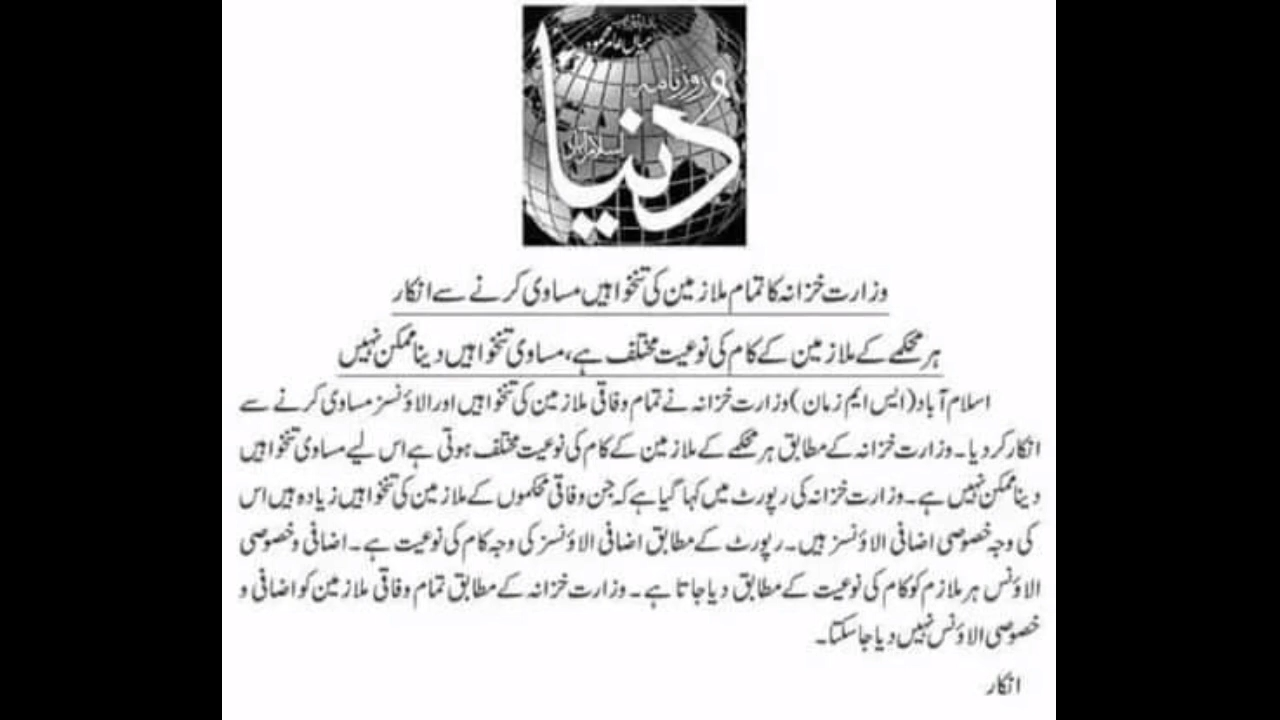 میاں عامر محمود
روزنامہ
دنیا
اسلام آباد
وزارت خزانہ کا تمام ملازمین کی تنخواہیں مساوی کرنے سے انکار
ہر محکمے کے ملازمین کے کام کی نوعیت مختلف ہے، مساوی تنخواہیں دینا ممکن نہیں
اسلام آباد (ایس ایم زمان) وزارت خزانہ نے تمام وفاقی ملازمین کی تنخواہیں اور الاؤنسز مساوی کرنے سے
انکار کر دیا۔ وزارت خزانہ کے مطابق ہر محکمے کے ملازمین کے کام کی نوعیت مختلف ہوتی ہے اس لیے مساوی تنخواہیں
دینا ممکن نہیں ہے۔ وزارت خزانہ کی رپورٹ میں کہا گیا ہے کہ جن وفاقی محکموں کے ملازمین کی تنخواہیں زیادہ ہیں اس
کی وجہ خصوصی اضافی الاؤنسز ہیں۔ رپورٹ کے مطابق اضافی الاؤنسز کی وجہ کام کی نوعیت ہے۔ اضافی و خصوصی
الاؤنس ہر ملازم کو کام کی نوعیت کے مطابق دیا جاتا ہے۔ وزارت خزانہ کے مطابق تمام وفاقی ملازمین کو اضافی و
خصوصی الاؤنس نہیں دیا جا سکتا۔
انکار